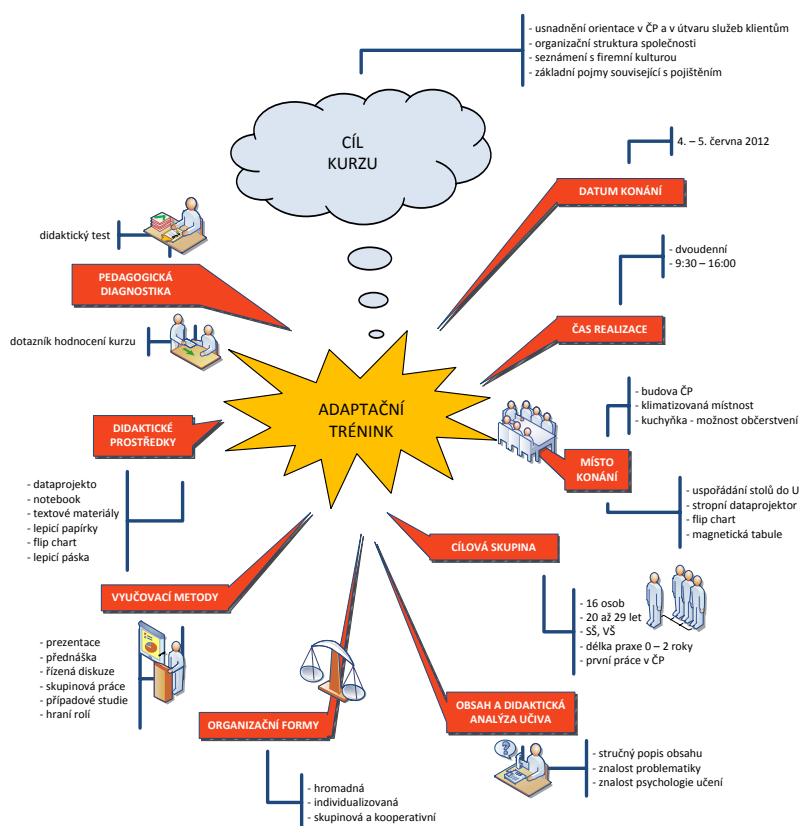 - usnadnění orientace v ČP a v útvaru služeb klientům
- organizační struktura společnosti
- seznámení s firemní kulturou
- základní pojmy související s pojištěním
CÍL
KURZU
4. – 5. června 2012
DATUM KONÁNÍ
didaktický test
PEDAGOGICKÁ
DIAGNOSTIKA
- dvoudenní
- 9:30 – 16:00
ČAS REALIZACE
dotazník hodnocení kurzu
ADAPTAČNÍ
TRÉNINK
- budova ČP
- klimatizovaná místnost
- kuchyňka - možnost občerstvení
DIDAKTICKÉ
PROSTŘEDKY
MÍSTO
KONÁNÍ
- dataprojekto
- notebook
- textové materiály
- lepicí papírky
- flip chart
- lepicí páska
- uspořádání stolů do U
- stropní dataprojektor
- flip chart
- magnetická tabule
CÍLOVÁ SKUPINA
VYUČOVACÍ METODY
- 16 osob
- 20 až 29 let
- SŠ, VŠ
- délka praxe 0 – 2 roky
- první práce v ČP
- prezentace
- přednáška
- řízená diskuze
- skupinová práce
- případové studie
- hraní rolí
ORGANIZAČNÍ FORMY
OBSAH A DIDAKTICKÁ
ANALÝZA UČIVA
?
- stručný popis obsahu
- znalost problematiky
- znalost psychologie učení
- hromadná
- individualizovaná
- skupinová a kooperativní